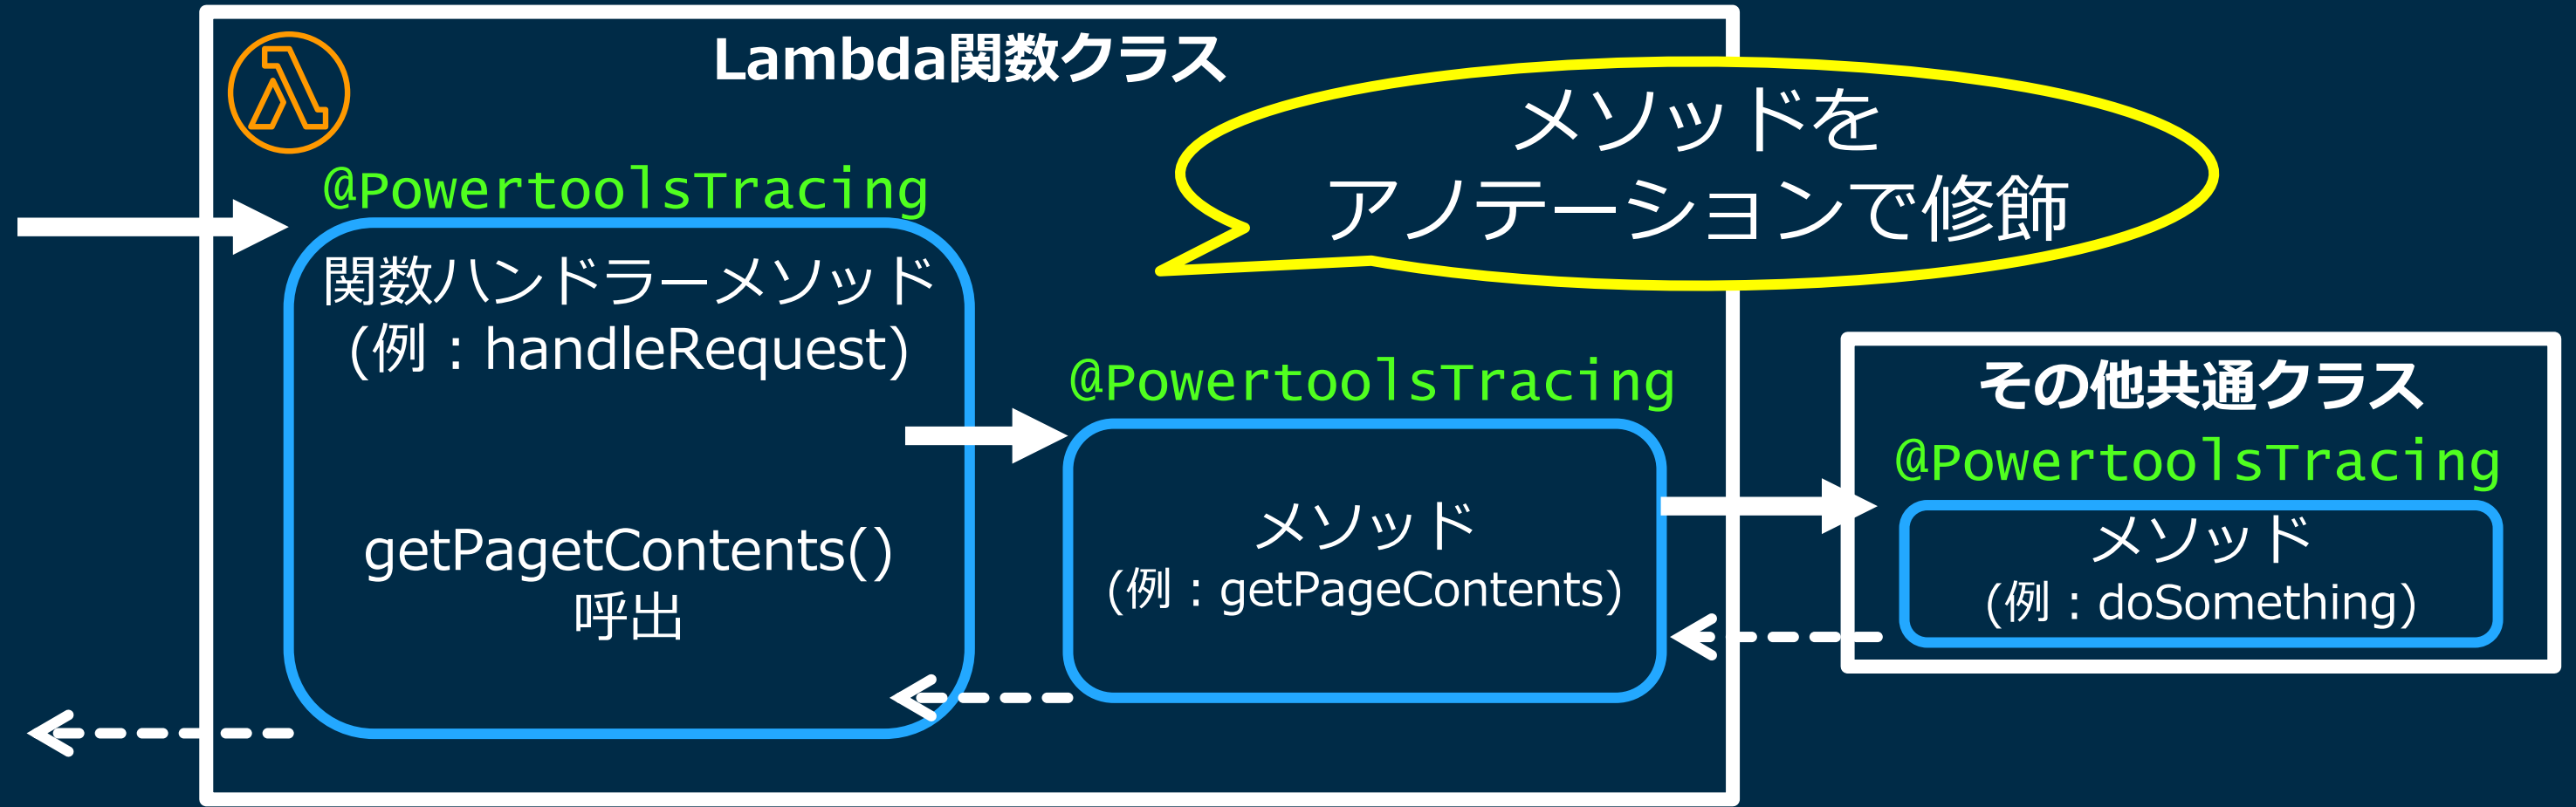 Lambda関数クラス
メソッドを
アノテーションで修飾
@PowertoolsTracing
関数ハンドラーメソッド
(例：handleRequest)
getPagetContents()
呼出
@PowertoolsTracing
メソッド
(例：getPageContents)
その他共通クラス
@PowertoolsTracing
メソッド
(例：doSomething)